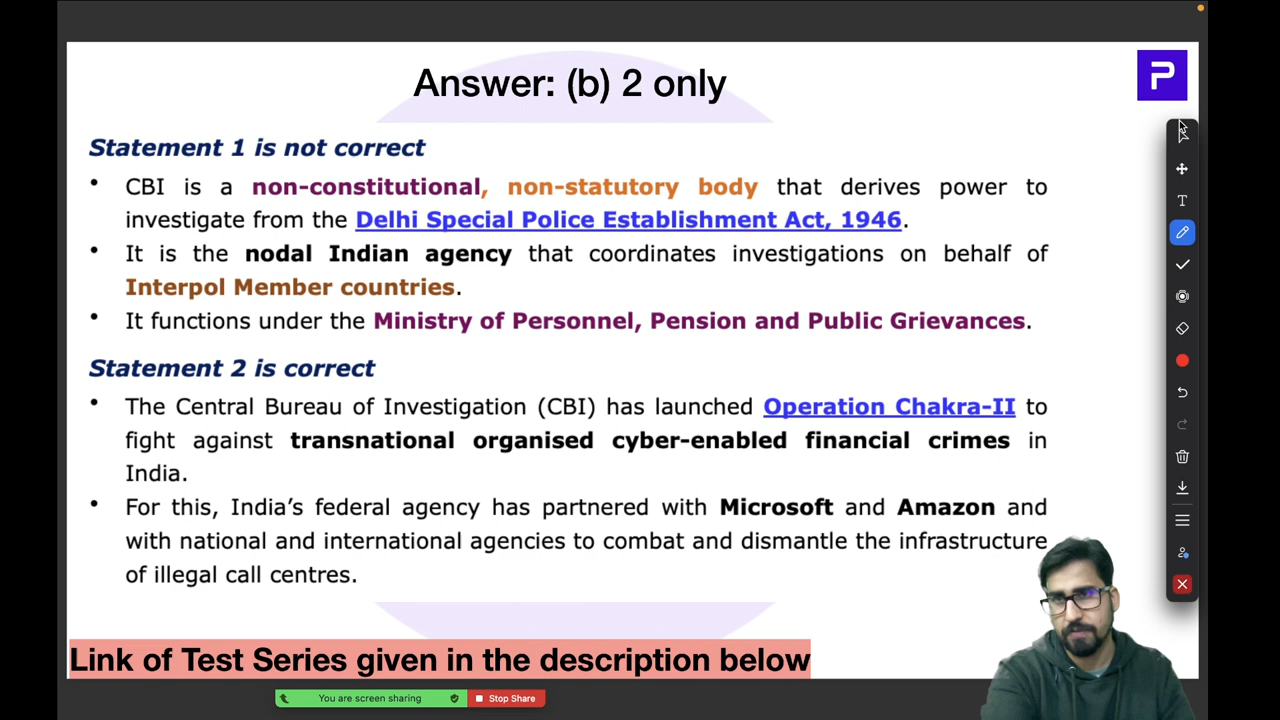 Answer: (b) 2 only
P
Statement 1 is not correct
• CBI is a non-constitutional, non-statutory body that derives power to
investigate from the Delhi Special Police Establishment Act, 1946.
• It is the nodal Indian agency that coordinates investigations on behalf of
Interpol Member countries.
• It functions under the Ministry of Personnel, Pension and Public Grievances.
T
Statement 2 is correct
• The Central Bureau of Investigation (CBI) has launched Operation Chakra-II to
fight against transnational organised cyber-enabled financial crimes in
India.
• For this, India's federal agency has partnered with Microsoft and Amazon and
with national and international agencies to combat and dismantle the infrastructure
of illegal call centres.
Link of Test Series given in the description below
You are screen sharing
Stop Share